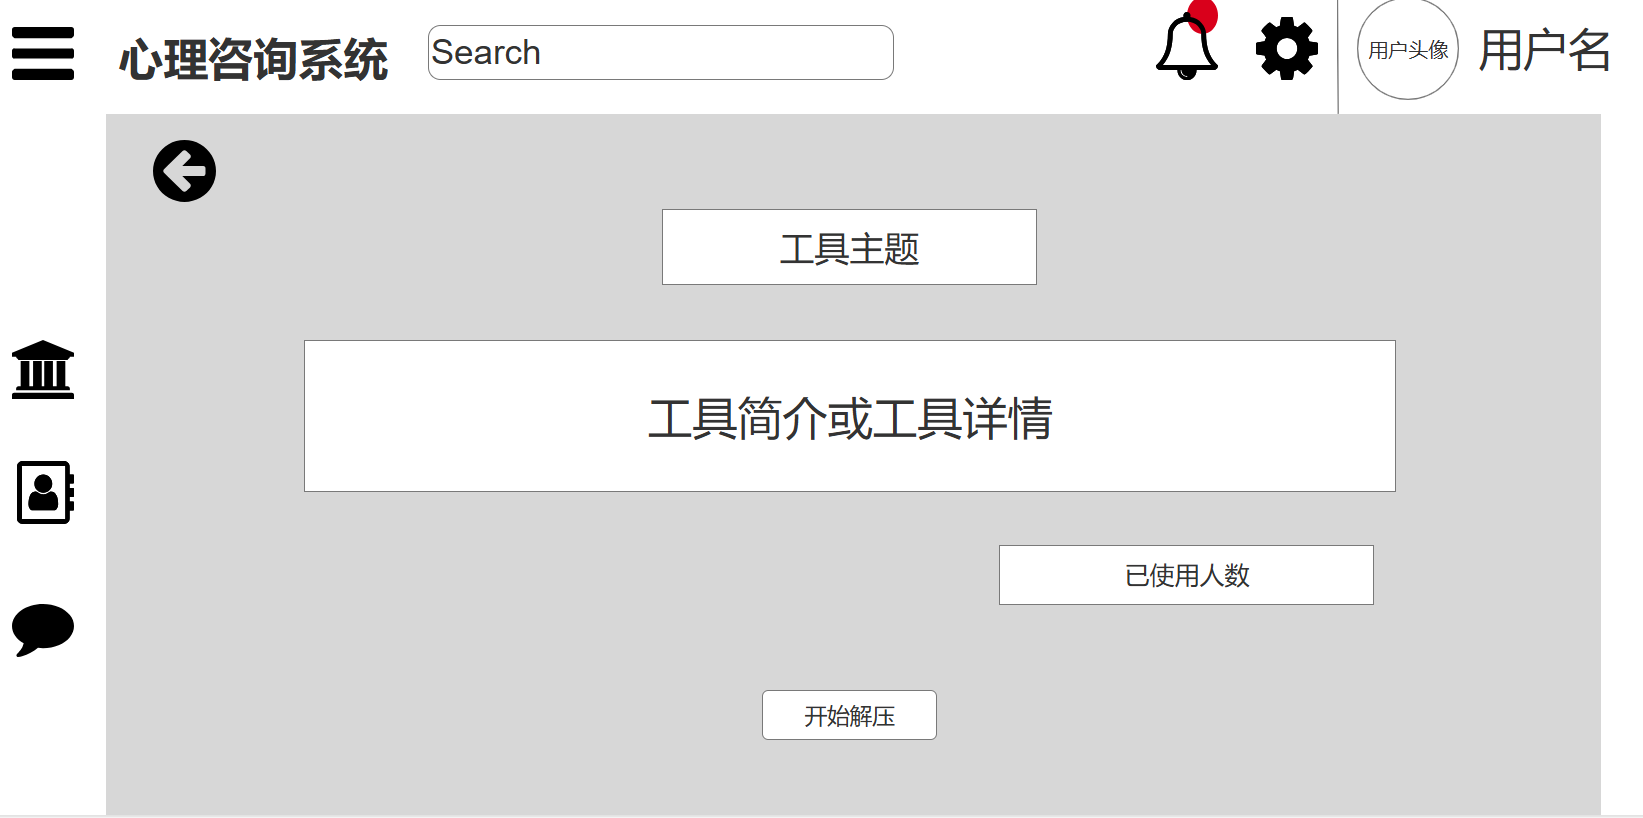 心理咨询系统
Search
用户头像
用户名
工具主题
工具简介或工具详情
已使用人数
开始解压